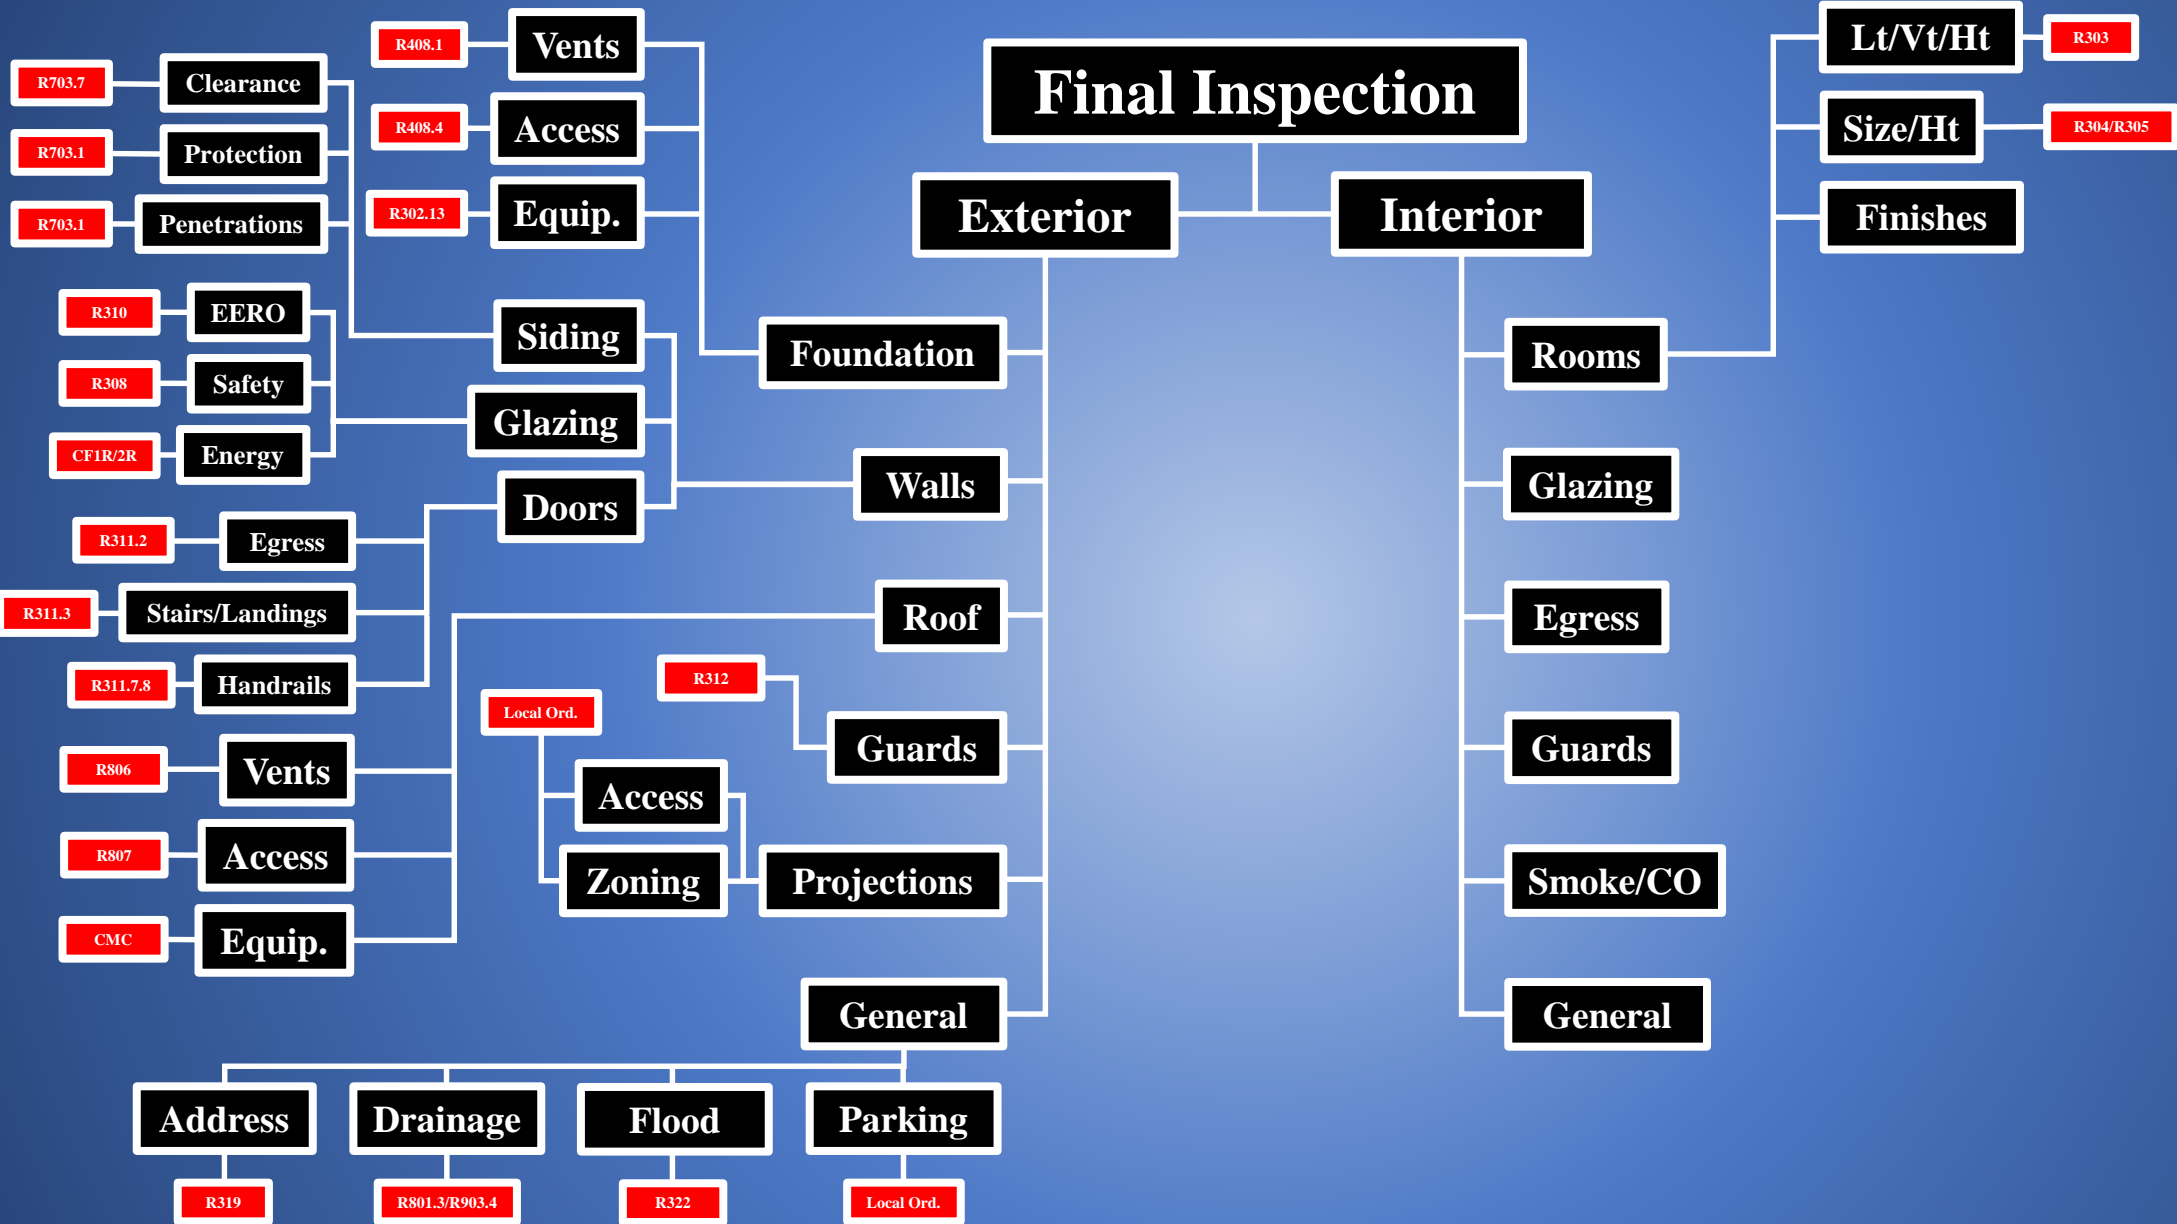 Final Inspection
Exterior
Interior
R408.1
Vents
R408.4
Access
R302.13
Equip.
Foundation
R703.7
Clearance
R703.1
Protection
R703.1
Penetrations
Siding
R310
EERO
R308
Safety
CF1R/2R
Energy
Glazing
R311.2
Egress
R311.3
Stairs/Landings
R311.7.8
Handrails
Doors
Walls
R806
Vents
R807
Access
CMC
Equip.
Roof
R312
Guards
Local Ord.
Access
Zoning
Projections
General
Address
Drainage
Flood
Parking
R319
R801.3/R903.4
R322
Local Ord.
Lt/Vt/Ht
R303
Size/Ht
R304/R305
Finishes
Rooms
Glazing
Egress
Guards
Smoke/CO
General